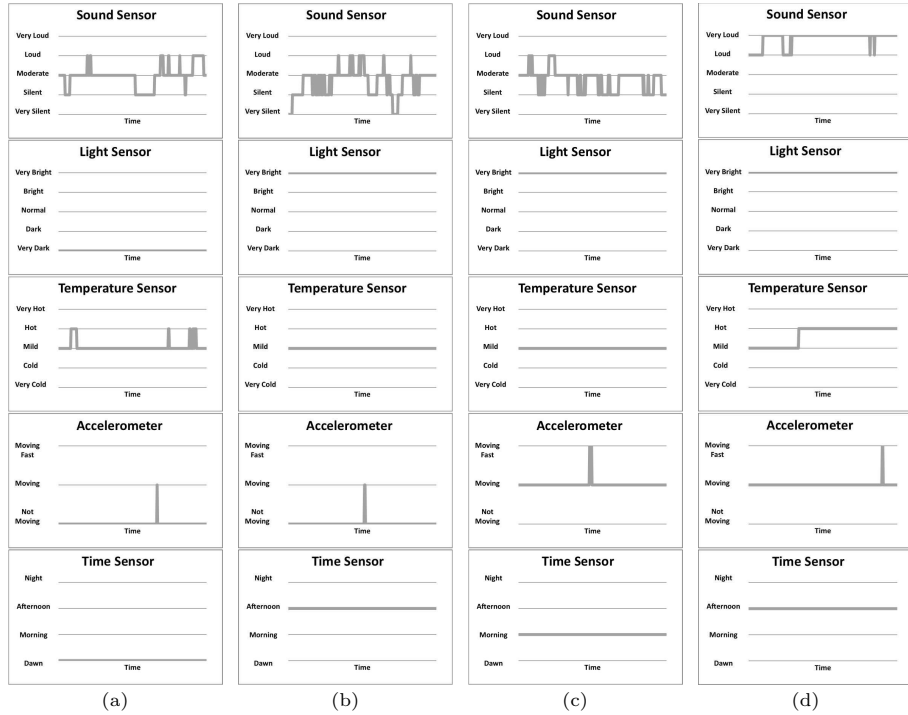 Sound Sensor
Very Loud
Loud
Moderate
Silent
Very Silent
Time
Light Sensor
Very Bright
Bright
Normal
Dark
Very Dark
Time
Temperature Sensor
Very Hot
Hot
Mild
Cold
Very Cold
Time
Accelerometer
Moving
Fast
Moving
Not
Moving
Time
Time Sensor
Night
Afternoon
Morning
Dawn
Time
(a)
Sound Sensor
Very Loud
Loud
Moderate
Silent
Very Silent
Time
Light Sensor
Very Bright
Bright
Normal
Dark
Very Dark
Time
Temperature Sensor
Very Hot
Hot
Mild
Cold
Very Cold
Time
Accelerometer
Moving
Fast
Moving
Not
Moving
Time
Time Sensor
Night
Afternoon
Morning
Dawn
Time
(b)
Sound Sensor
Very Loud
Loud
Moderate
Silent
Very Silent
Time
Light Sensor
Very Bright
Bright
Normal
Dark
Very Dark
Time
Temperature Sensor
Very Hot
Hot
Mild
Cold
Very Cold
Time
Accelerometer
Moving
Fast
Moving
Not
Moving
Time
Time Sensor
Night
Afternoon
Morning
Dawn
Time
(c)
Sound Sensor
Very Loud
Loud
Moderate
Silent
Very Silent
Time
Light Sensor
Very Bright
Bright
Normal
Dark
Very Dark
Time
Temperature Sensor
Very Hot
Hot
Mild
Cold
Very Cold
Time
Accelerometer
Moving
Fast
Moving
Not
Moving
Time
Time Sensor
Night
Afternoon
Morning
Dawn
Time
(d)